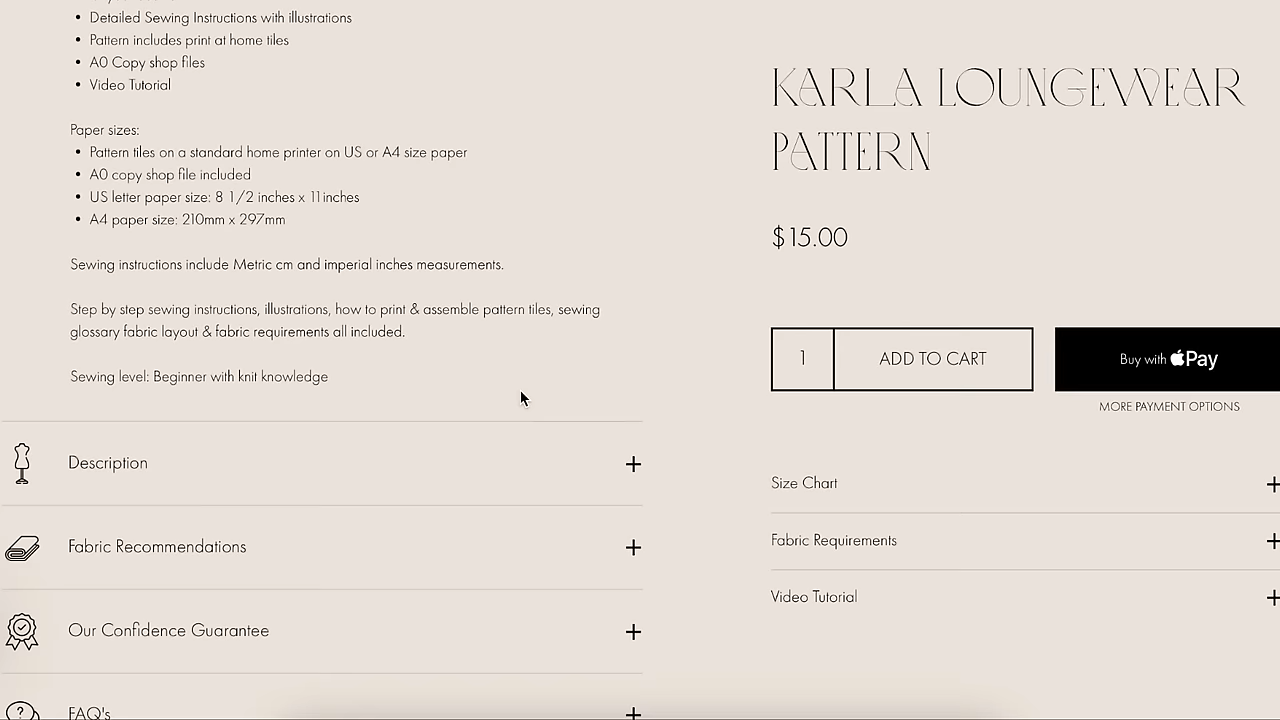 • Detailed Sewing Instructions with illustrations
• Pattern includes print at home tiles
• A0 Copy shop files
• Video Tutorial
Paper sizes:
• Pattern tiles on a standard home printer on US or A4 size paper
• A0 copy shop file included
• US letter paper size: 8 1/2 inches x 11inches
• A4 paper size: 210mm x 297mm
Sewing instructions include Metric cm and imperial inches measurements.
Step by step sewing instructions, illustrations, how to print & assemble pattern tiles, sewing
glossary fabric layout & fabric requirements all included.
Sewing level: Beginner with knit knowledge
Description
Fabric Recommendations
Our Confidence Guarantee
FAQ's
KARLA LOUNGEWEAR
PATTERN
$15.00
1 ADD TO CART
Buy with Pay
MORE PAYMENT OPTIONS
Size Chart
Fabric Requirements
Video Tutorial